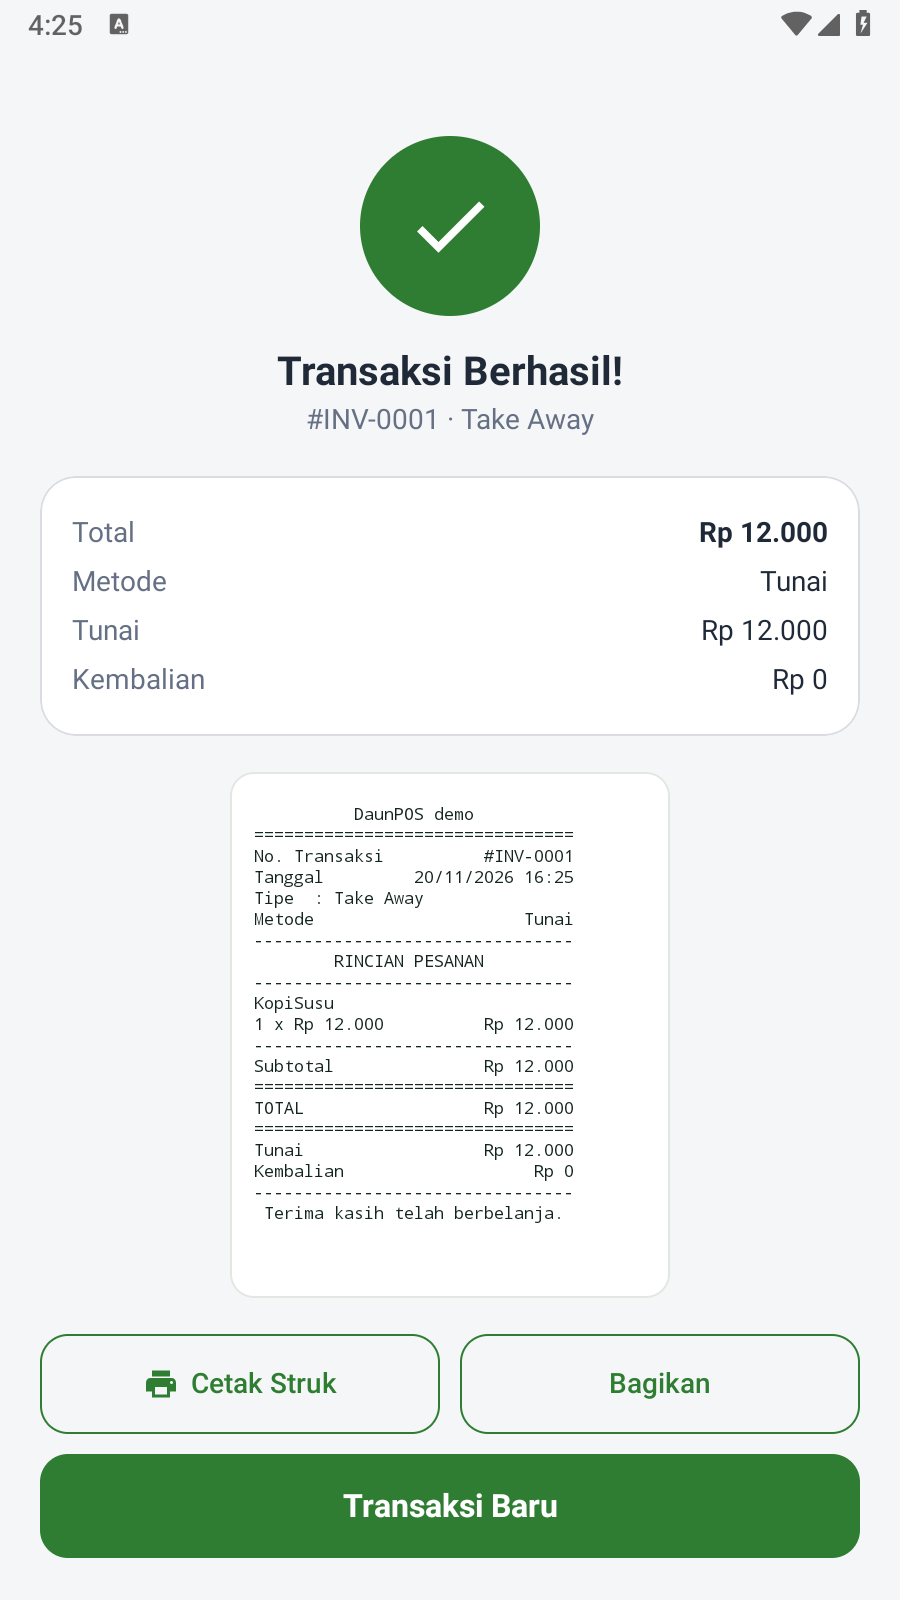 4:25
A
Transaksi Berhasil!
#INV-0001 · Take Away
Total Rp 12.000
Metode Tunai
Tunai Rp 12.000
Kembalian Rp 0
DaunPOS demo
================================
No. Transaksi #INV-0001
Tanggal 20/11/2026 16:25
Tipe : Take Away
Metode Tunai
--------------------------------
RINCIAN PESANAN
--------------------------------
KopiSusu
1 x Rp 12.000 Rp 12.000
--------------------------------
Subtotal Rp 12.000
================================
TOTAL Rp 12.000
================================
Tunai Rp 12.000
Kembalian Rp 0
--------------------------------
Terima kasih telah berbelanja.
Cetak Struk
Bagikan
Transaksi Baru